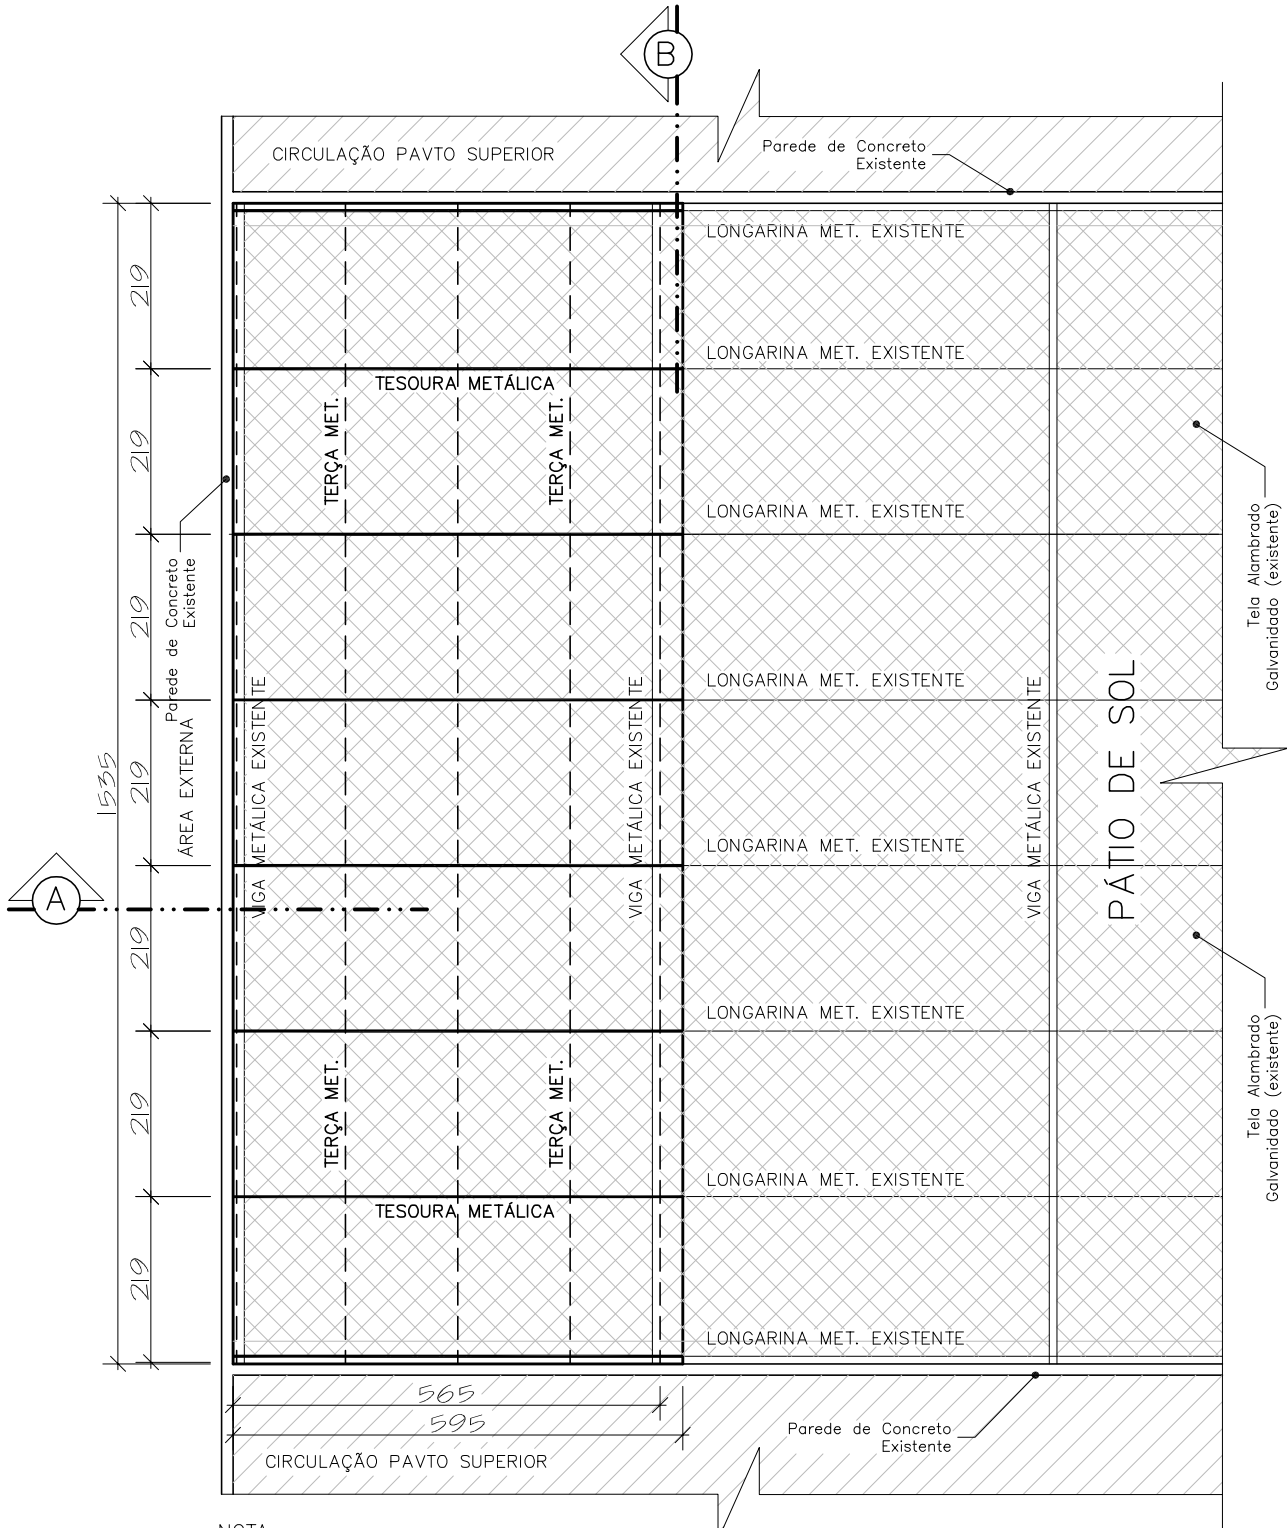 B
CIRCULAÇÃO PAVTO SUPERIOR
Parede de Concreto
Existente
LONGARINA MET. EXISTENTE
219
LONGARINA MET. EXISTENTE
TESOURA METÁLICA
TERÇA MET.
TERÇA MET.
219
LONGARINA MET. EXISTENTE
Tela Alambrado
Galvanidado (existente)
Parede de Concreto
Existente
219
LONGARINA MET. EXISTENTE
ÁREA EXTERNA
VIGA METÁLICA EXISTENTE
VIGA METÁLICA EXISTENTE
VIGA METÁLICA EXISTENTE
PÁTIO DE SOL
1535
219
LONGARINA MET. EXISTENTE
A
219
LONGARINA MET. EXISTENTE
Tela Alambrado
Galvanidado (existente)
TERÇA MET.
TERÇA MET.
219
LONGARINA MET. EXISTENTE
TESOURA METÁLICA
219
LONGARINA MET. EXISTENTE
565
595
Parede de Concreto
Existente
CIRCULAÇÃO PAVTO SUPERIOR
NOTA